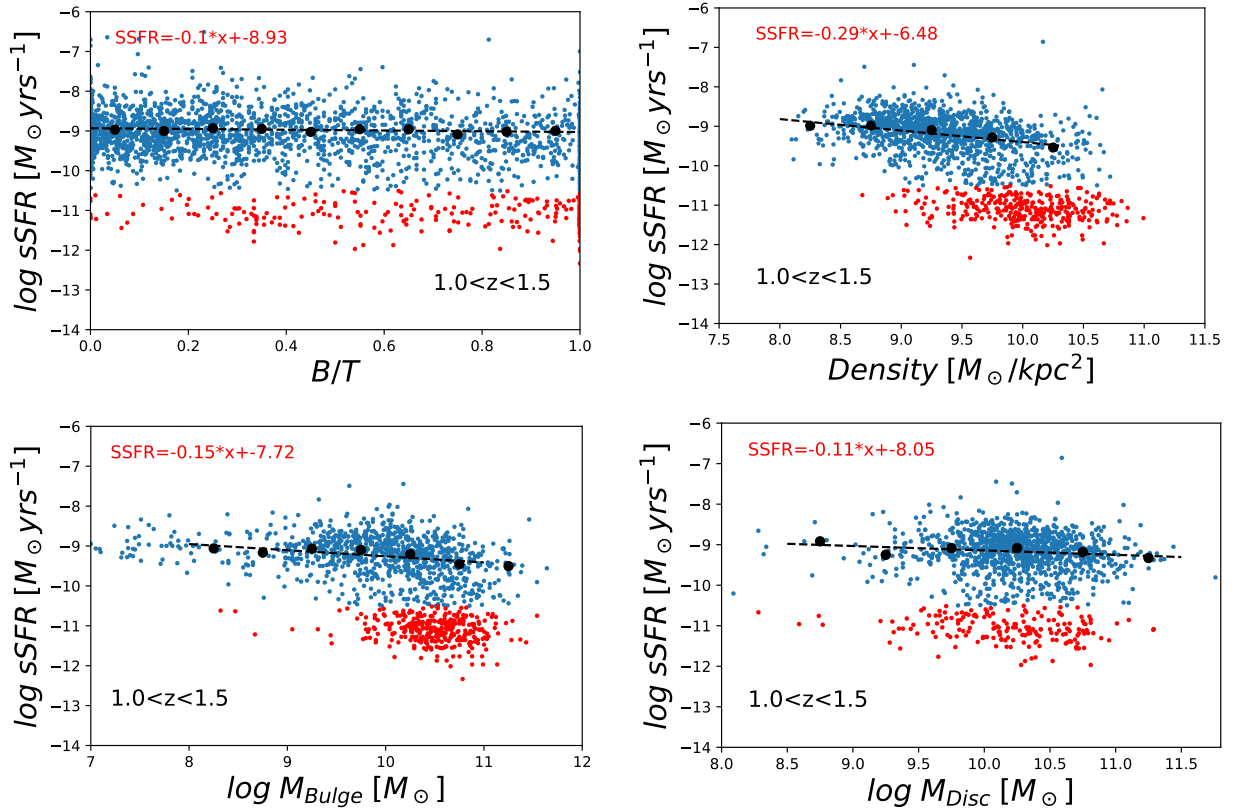 SSFR=-0.1*x+-8.93
log sSFR [M⊙yrs⁻¹]
−6
−7
−8
−9
−10
−11
−12
−13
−14
1.0<z<1.5
0.0 0.2 0.4 0.6 0.8 1.0
B/T
SSFR=-0.29*x+-6.48
log sSFR [M⊙yrs⁻¹]
−6
−7
−8
−9
−10
−11
−12
−13
−14
1.0<z<1.5
7.5 8.0 8.5 9.0 9.5 10.0 10.5 11.0 11.5
Density [M⊙/kpc²]
SSFR=-0.15*x+-7.72
log sSFR [M⊙yrs⁻¹]
−6
−7
−8
−9
−10
−11
−12
−13
−14
1.0<z<1.5
7 8 9 10 11 12
log M_Bulge [M⊙]
SSFR=-0.11*x+-8.05
log sSFR [M⊙yrs⁻¹]
−6
−7
−8
−9
−10
−11
−12
−13
−14
1.0<z<1.5
8.0 8.5 9.0 9.5 10.0 10.5 11.0 11.5
log M_Disc [M⊙]